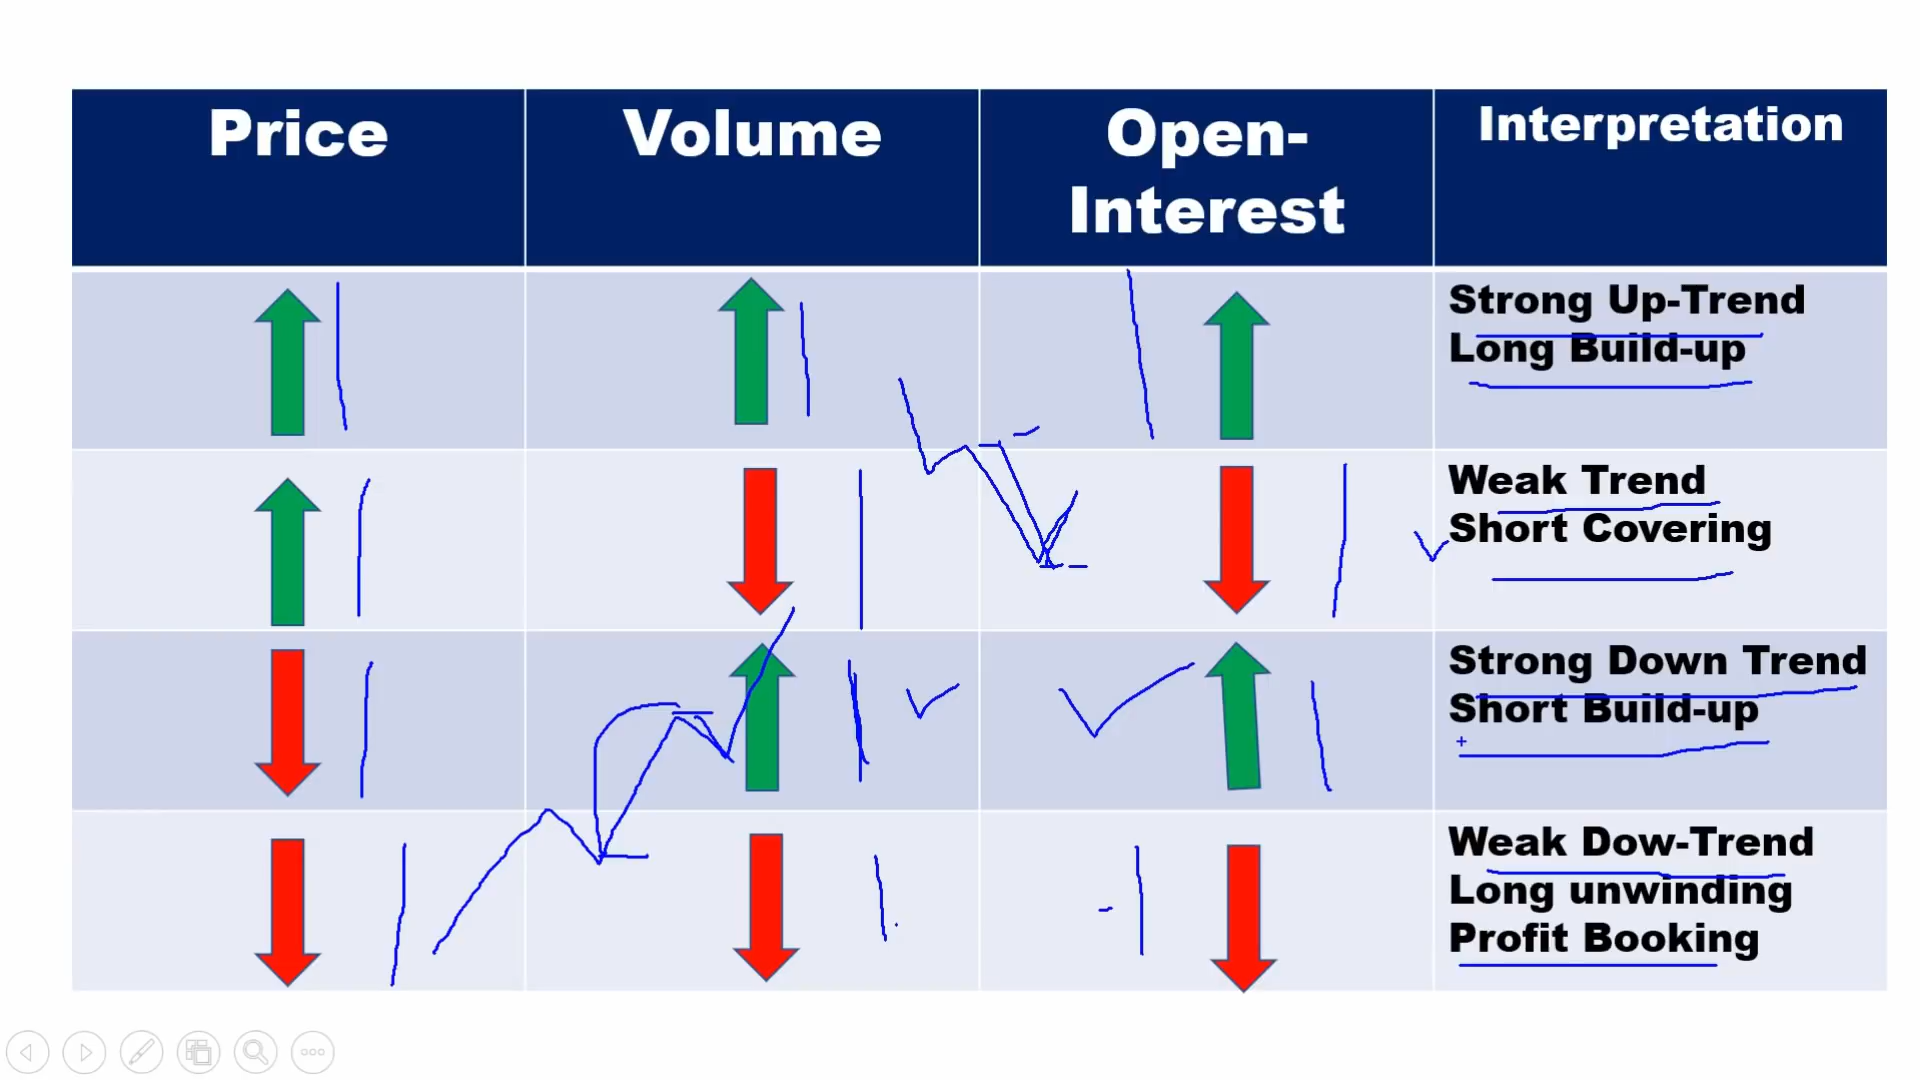 Price
Volume
Open-
Interest
Interpretation
Strong Up-Trend
Long Build-up
Weak Trend
Short Covering
Strong Down Trend
Short Build-up
Weak Dow-Trend
Long unwinding
Profit Booking